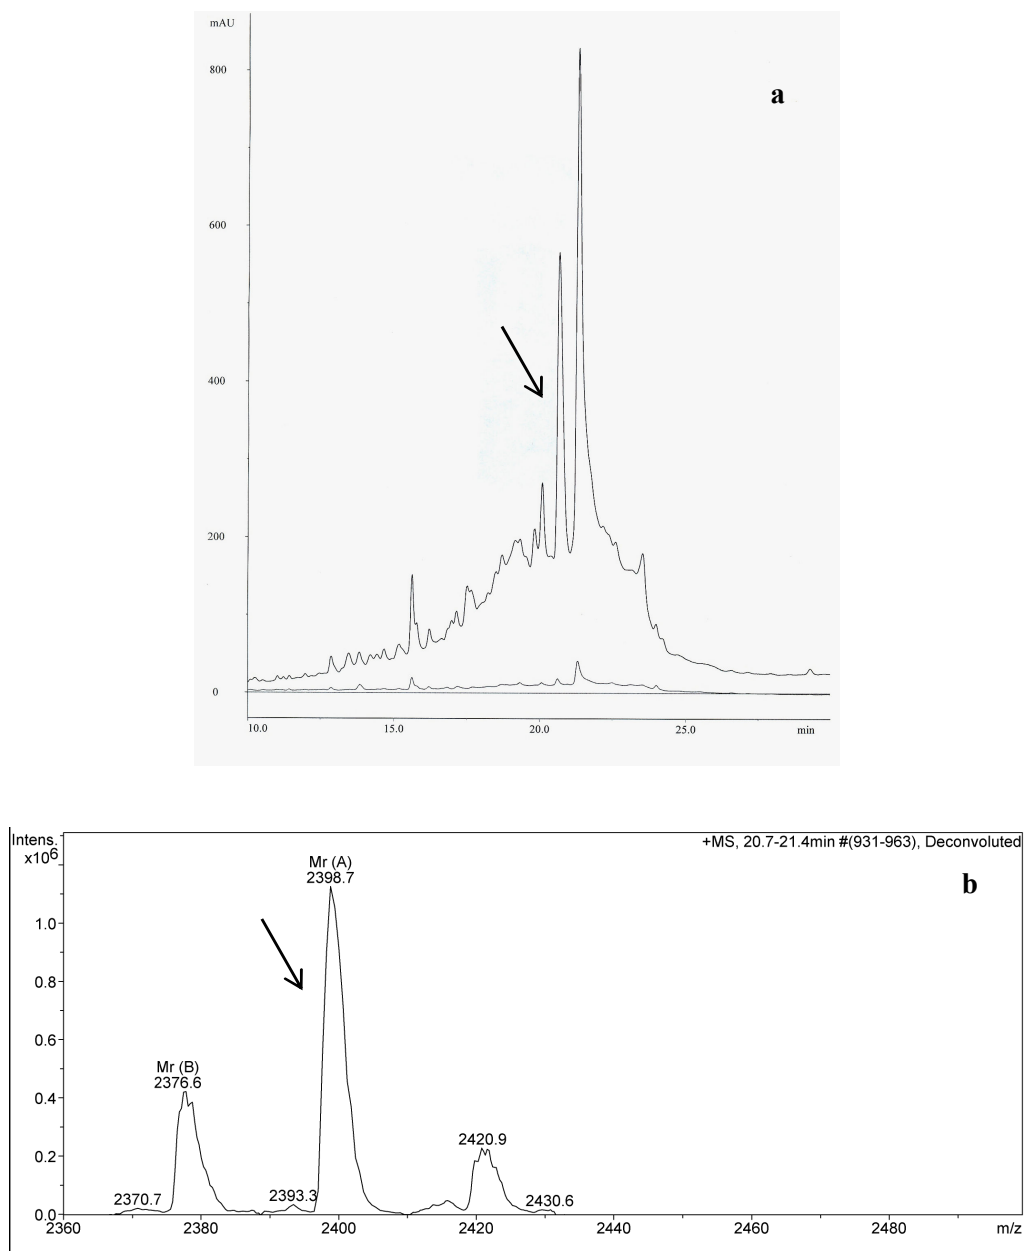 mAU
a
800
600
400
200
0
10.0 15.0 20.0 25.0 min
Intens.
x10⁶
+MS, 20.7-21.4min #(931-963), Deconvoluted
b
Mr (A)
2398.7
1.0
0.8
0.6
Mr (B)
2376.6
0.4
2420.9
0.2
2370.7
2393.3
2430.6
0.0
2360 2380 2400 2420 2440 2460 2480 m/z